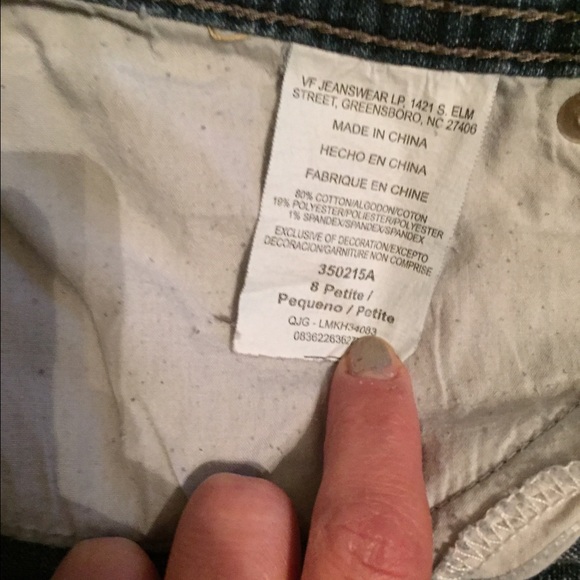 VF JEANSWEAR LP, 1421 S. ELM
STREET, GREENSBORO, NC 27406
MADE IN CHINA
HECHO EN CHINA
FABRIQUE EN CHINE
80% COTTON/ALGODON/COTON
19% POLYESTER/POLIESTER/POLYESTER
1% SPANDEX/SPANDEX/SPANDEX
EXCLUSIVE OF DECORATION/EXCEPTO
DECORACION/GARNITURE NON COMPRISE
350215A
8 Petite /
Pequeno / Petite
QJG - LMKH34083